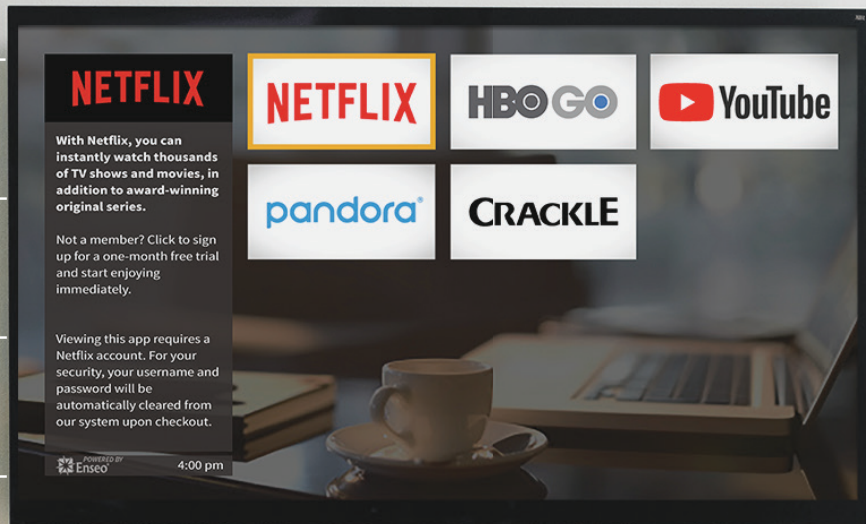 NETFLIX
With Netflix, you can
instantly watch thousands
of TV shows and movies, in
addition to award-winning
original series.
Not a member? Click to sign
up for a one-month free trial
and start enjoying
immediately.
Viewing this app requires a
Netflix account. For your
security, your username and
password will be
automatically cleared from
our system upon checkout.
POWERED BY
Enseo®
4:00 pm
NETFLIX
HBO GO
YouTube
pandora®
CRACKLE